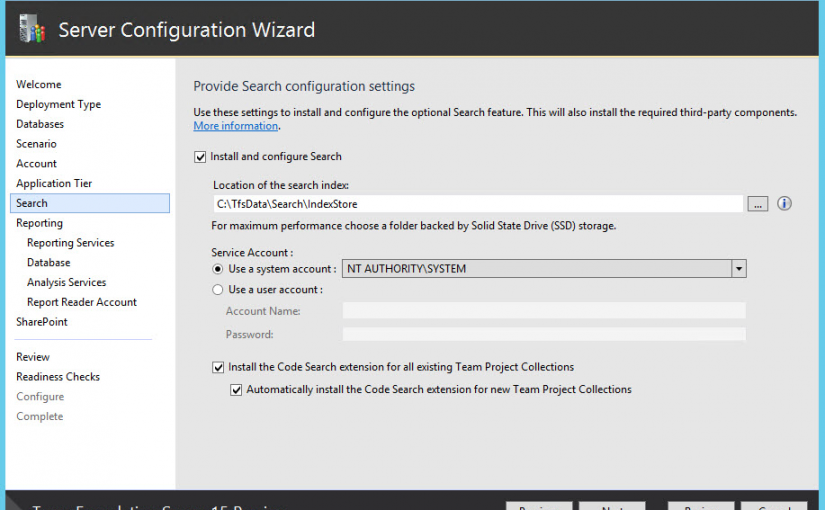 Server Configuration Wizard
Welcome
Deployment Type
Databases
Scenario
Account
Application Tier
Search
Reporting
Reporting Services
Database
Analysis Services
Report Reader Account
SharePoint
Review
Readiness Checks
Configure
Complete
Provide Search configuration settings
Use these settings to install and configure the optional Search feature. This will also install the required third-party components.
More information.
Install and configure Search
Location of the search index:
C:\TfsData\Search\IndexStore
...
For maximum performance choose a folder backed by Solid State Drive (SSD) storage.
Service Account :
Use a system account :
NT AUTHORITY\SYSTEM
Use a user account :
Account Name:
Password:
Install the Code Search extension for all existing Team Project Collections
Automatically install the Code Search extension for new Team Project Collections